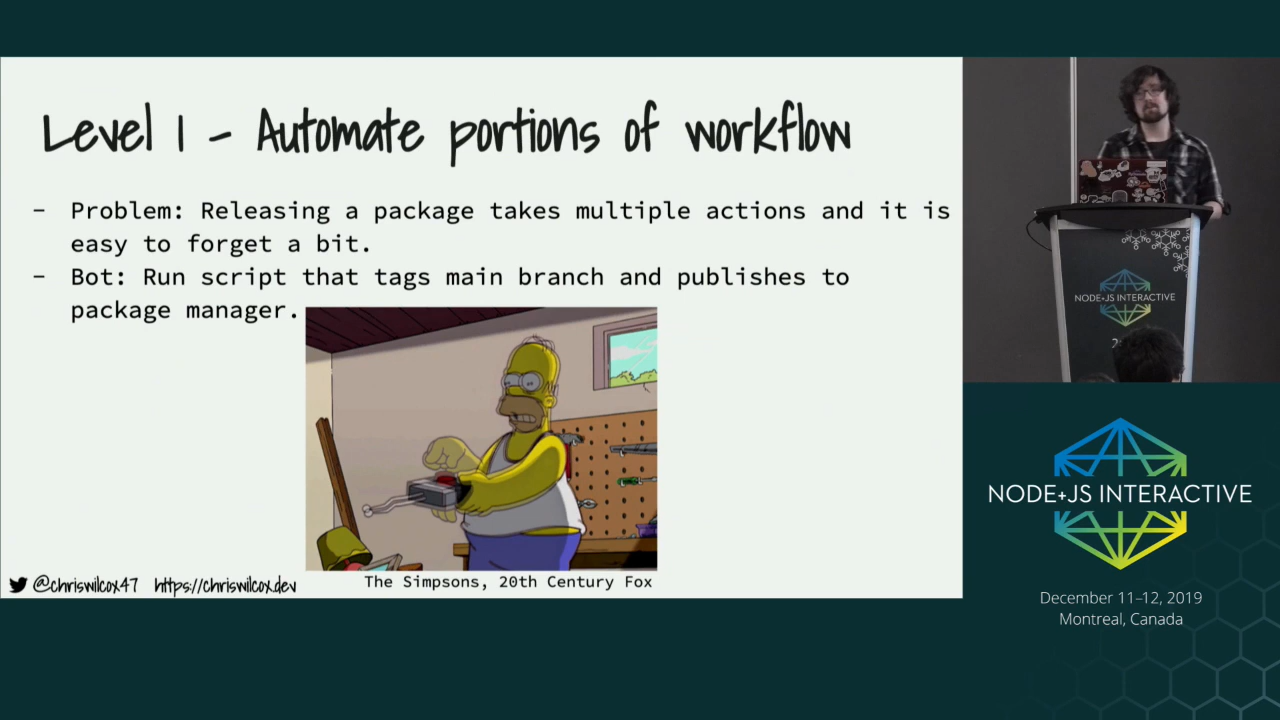 Level 1 - Automate portions of workflow
- Problem: Releasing a package takes multiple actions and it is
easy to forget a bit.
- Bot: Run script that tags main branch and publishes to
package manager.
The Simpsons, 20th Century Fox
@chriswilcox47 https://chriswilcox.dev
NODE+JS INTERACTIVE
NODE+JS INTERACTIVE
December 11–12, 2019
Montreal, Canada